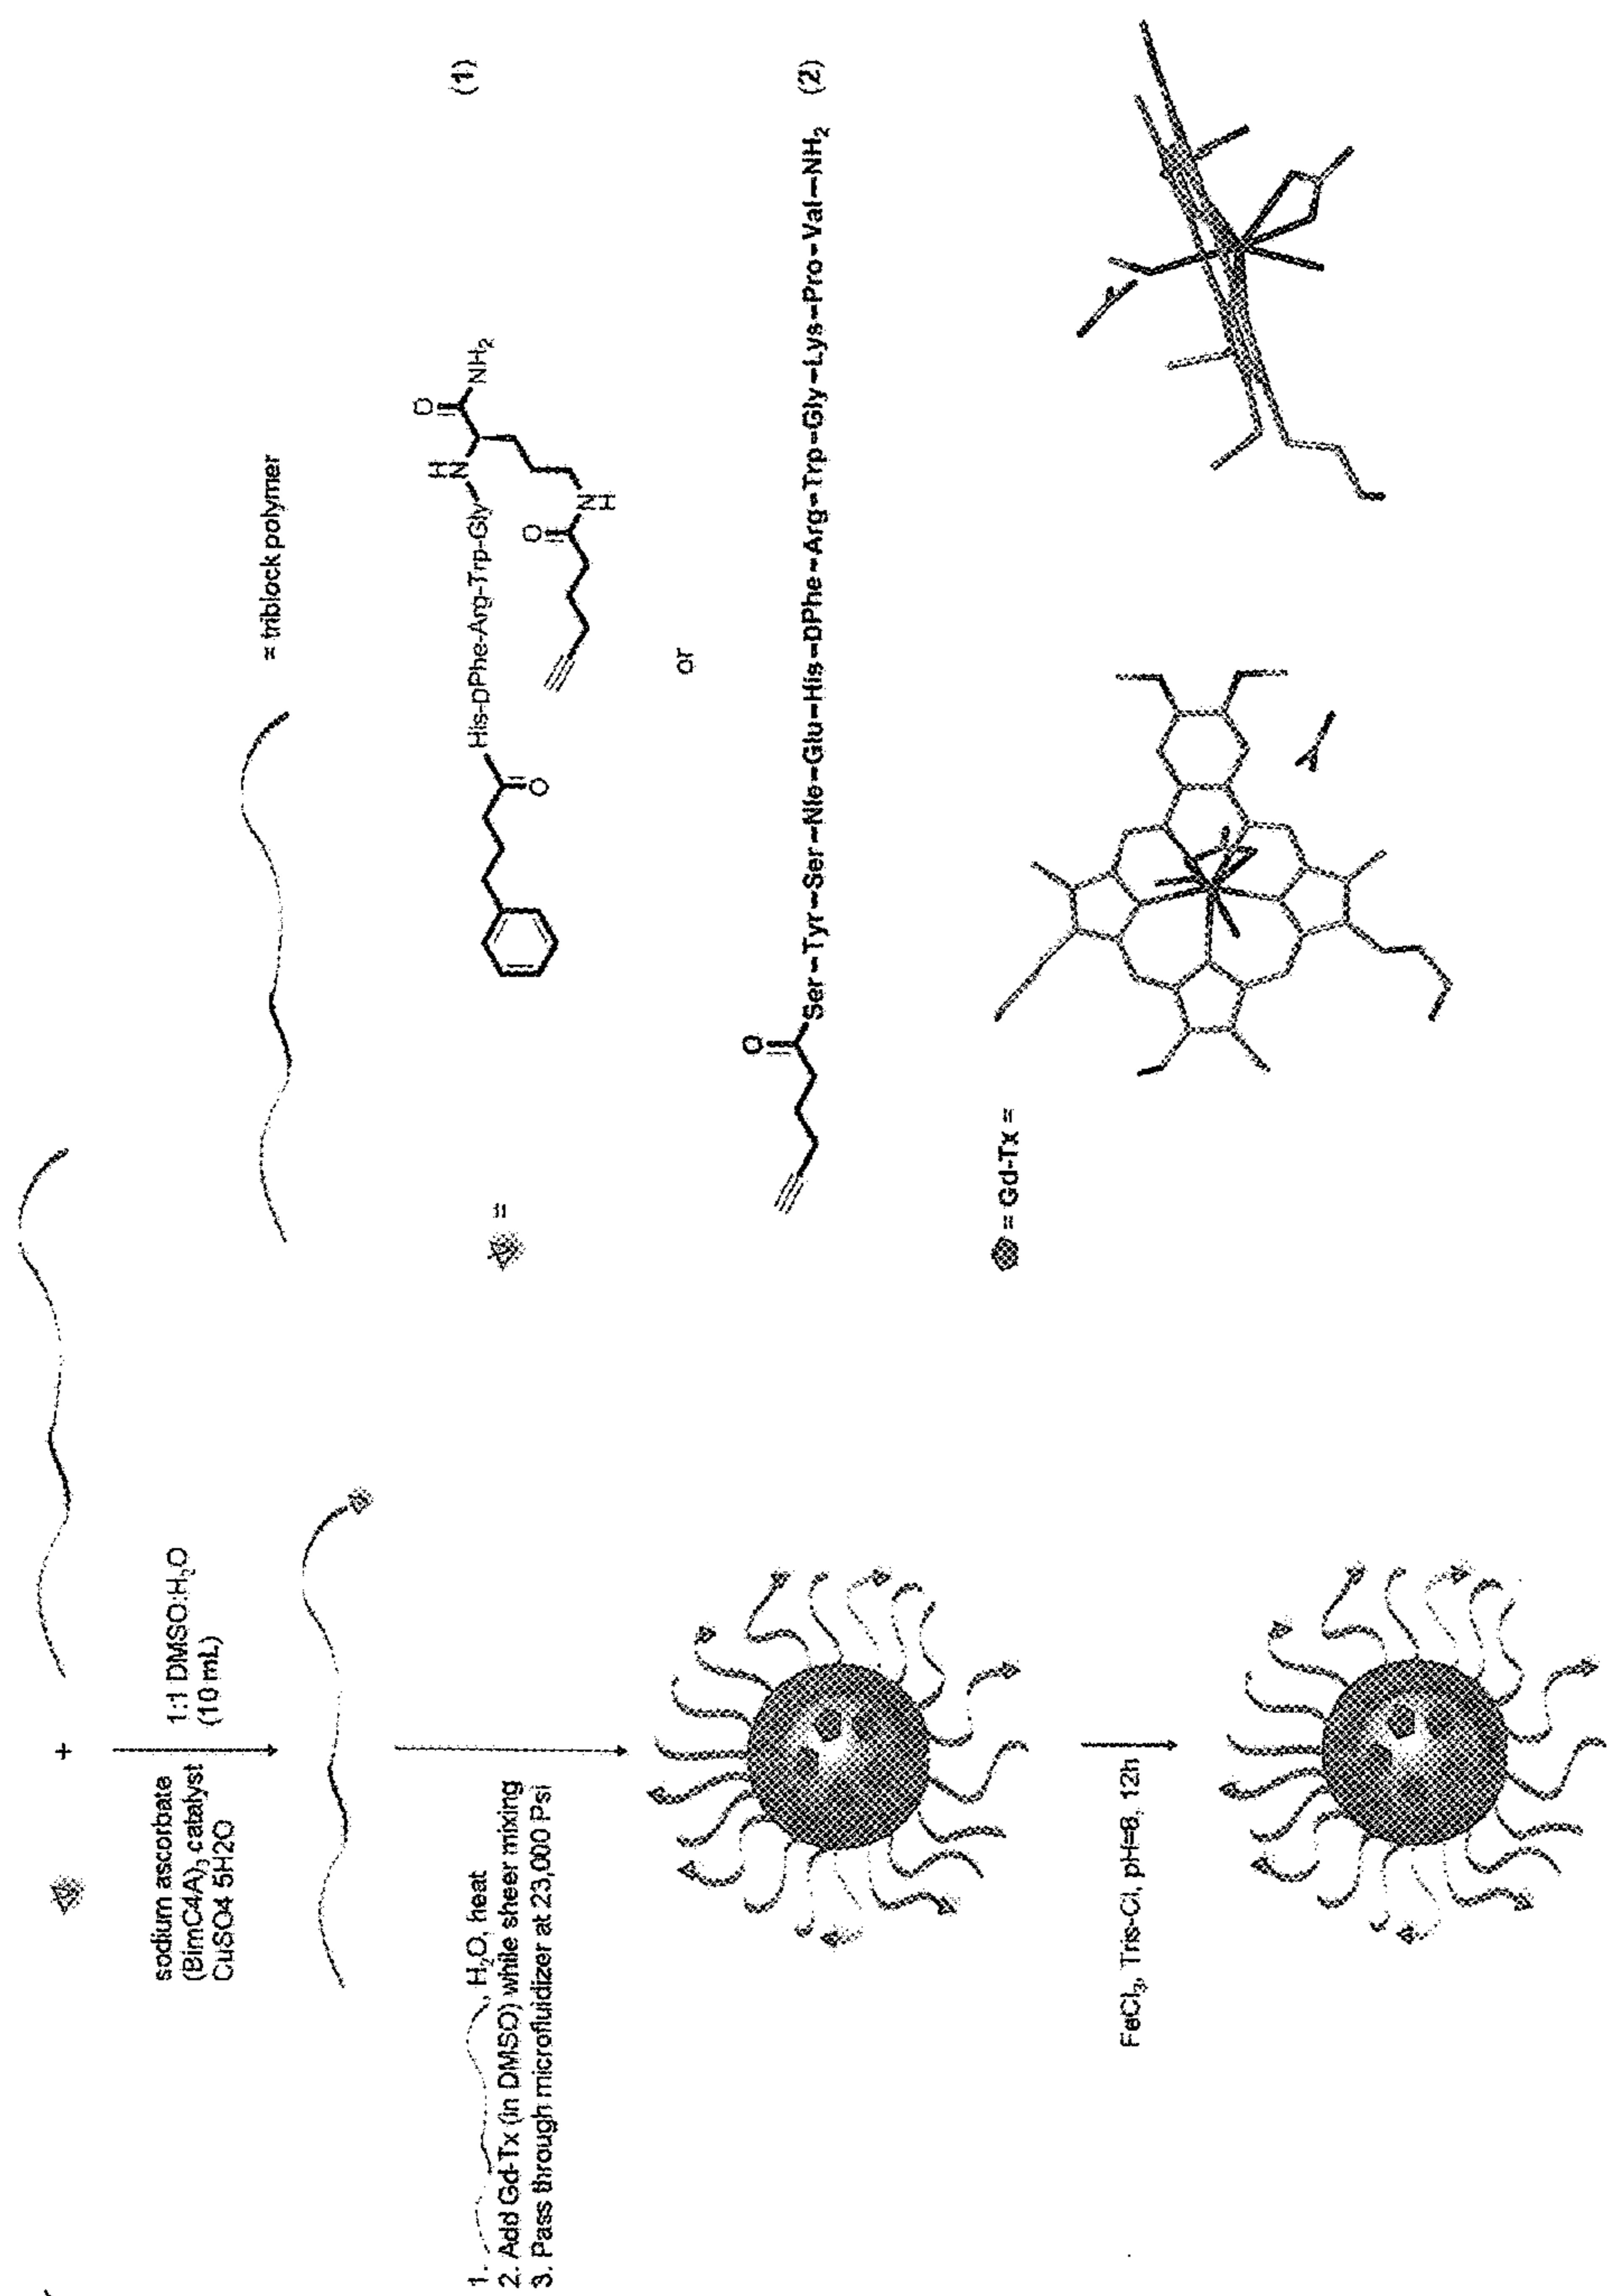 +
sodium ascorbate
(BimC4A)₃ catalyst
CuSO4 5H2O
1:1 DMSO:H₂O
(10 mL)
1. , H₂O, heat
2. Add Gd-Tx (in DMSO) while sheer mixing
3. Pass through microfluidizer at 23,000 Psi
FeCl₃, Tris-Cl, pH=8, 12h
= triblock polymer
=
O
His-DPhe-Arg-Trp-Gly
H
N
O
NH₂
O
N
H
(1)
or
O
Ser-Tyr-Ser-Nle-Glu-His-DPhe-Arg-Trp-Gly-Lys-Pro-Val-NH₂ (2)
= Gd-Tx =